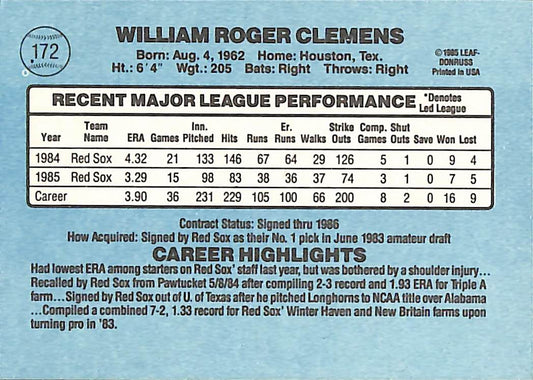 172
WILLIAM ROGER CLEMENS
Born: Aug. 4, 1962 Home: Houston, Tex.
Ht.: 6'4" Wgt.: 205 Bats: Right Throws: Right
©1985 LEAF-
DONRUSS
Printed in USA
RECENT MAJOR LEAGUE PERFORMANCE *Denotes Led League
Year Team Name ERA Games Inn. Pitched Hits Runs Er. Runs Walks Strike Outs Comp. Games Shut Outs Save Won Lost
1984 Red Sox 4.32 21 133 146 67 64 29 126 5 1 0 9 4
1985 Red Sox 3.29 15 98 83 38 36 37 74 3 1 0 7 5
Career 3.90 36 231 229 105 100 66 200 8 2 0 16 9
Contract Status: Signed thru 1986
How Acquired: Signed by Red Sox as their No. 1 pick in June 1983 amateur draft
CAREER HIGHLIGHTS
Had lowest ERA among starters on Red Sox' staff last year, but was bothered by a shoulder injury...
Recalled by Red Sox from Pawtucket 5/8/84 after compiling 2-3 record and 1.93 ERA for Triple A
farm...Signed by Red Sox out of U. of Texas after he pitched Longhorns to NCAA title over Alabama
...Compiled a combined 7-2, 1.33 record for Red Sox' Winter Haven and New Britain farms upon
turning pro in '83.